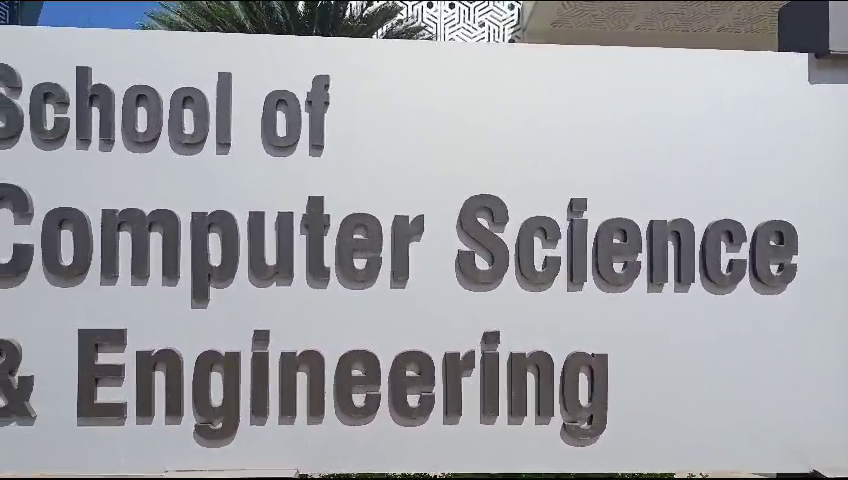 School of
Computer Science
& Engineering